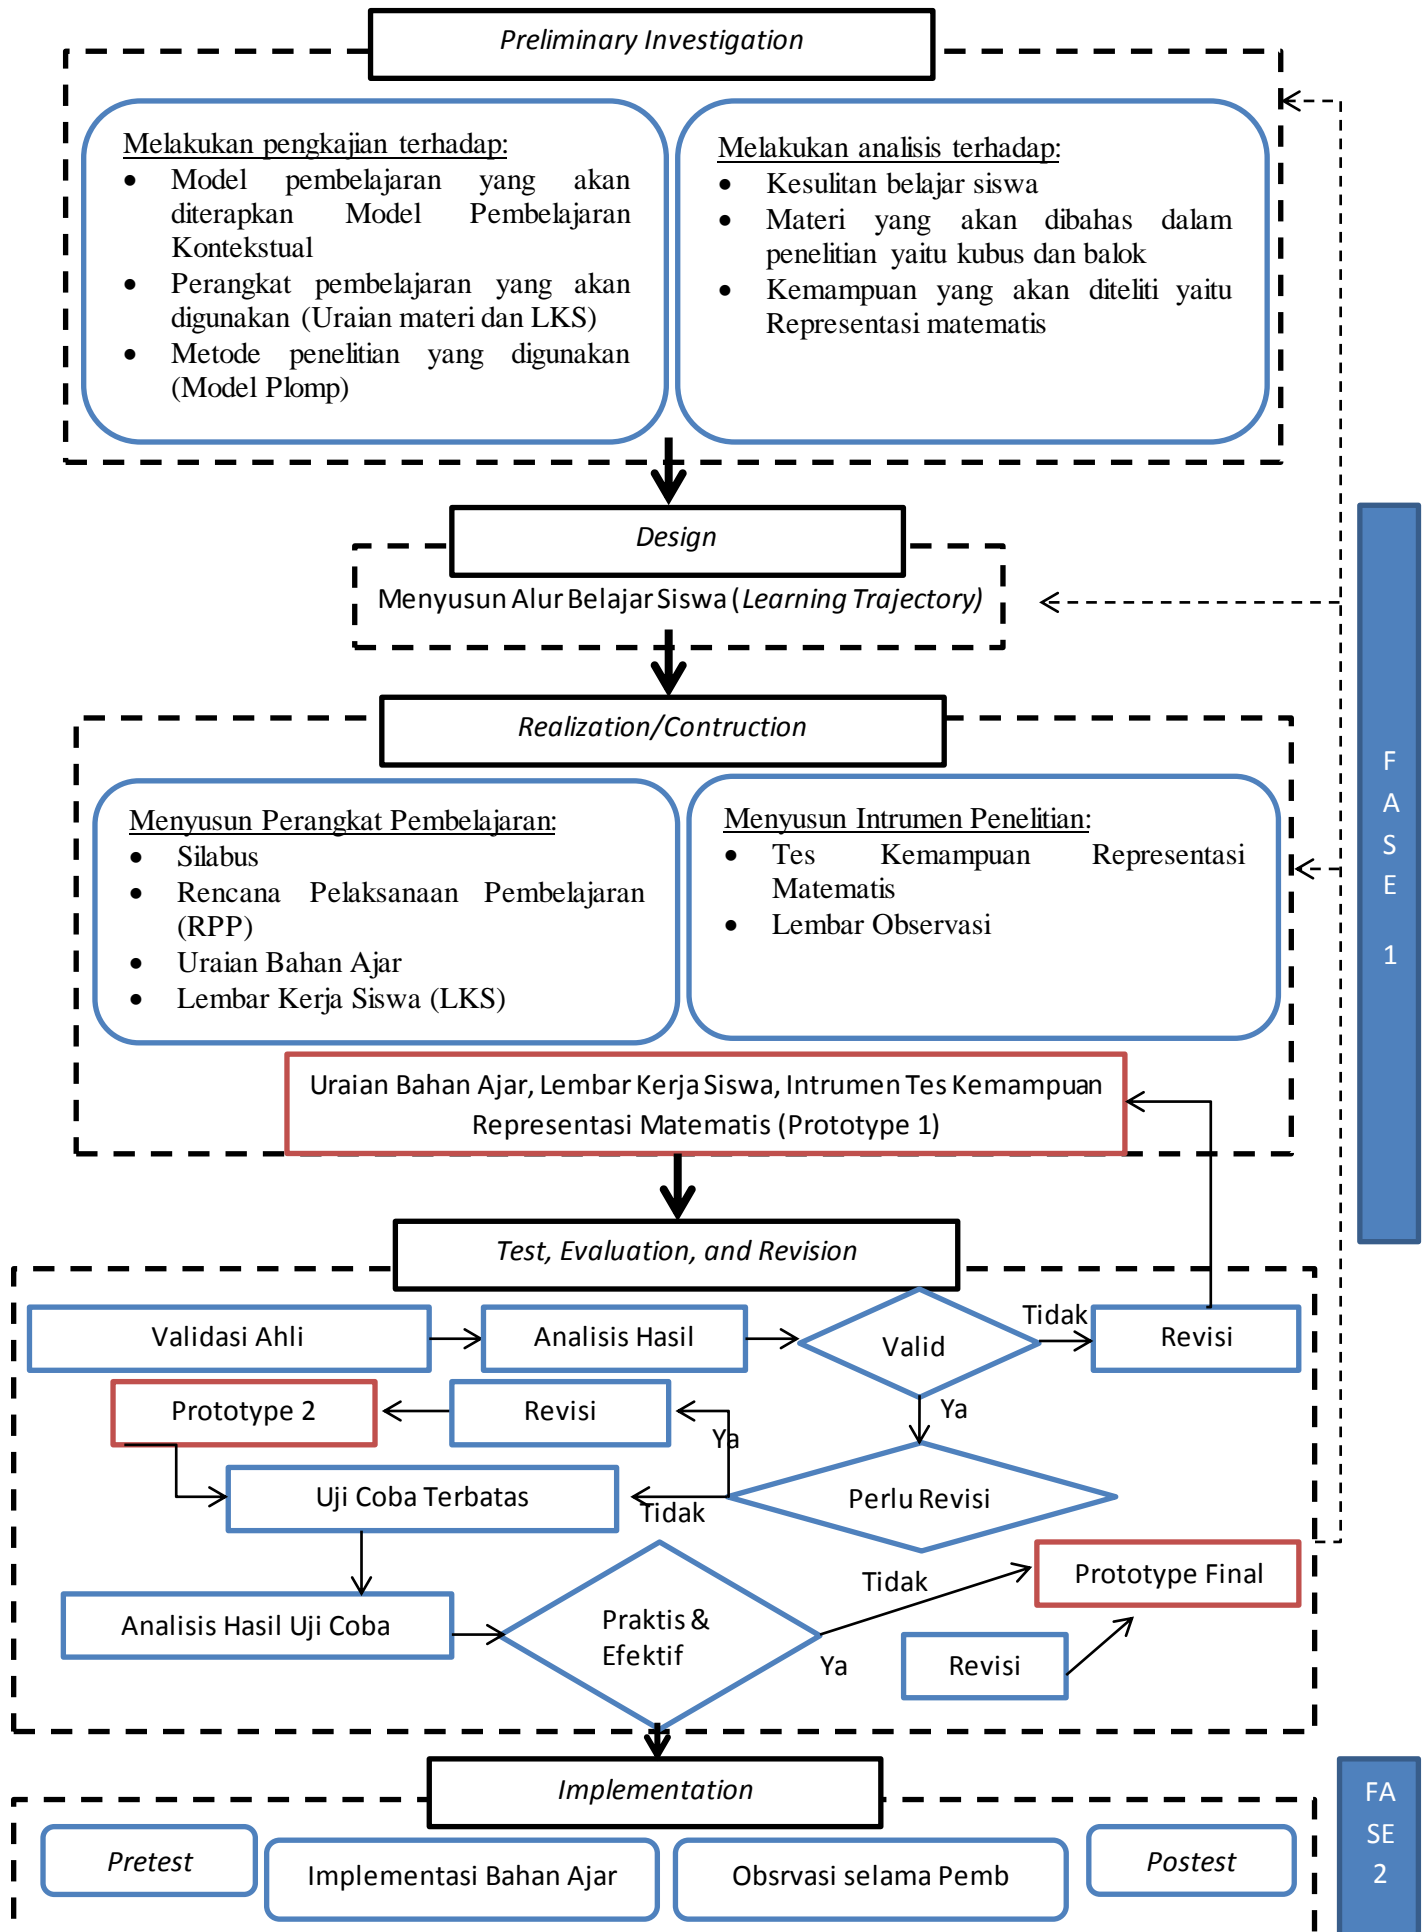 Preliminary Investigation
Melakukan pengkajian terhadap:
• Model pembelajaran yang akan
diterapkan Model Pembelajaran
Kontekstual
• Perangkat pembelajaran yang akan
digunakan (Uraian materi dan LKS)
• Metode penelitian yang digunakan
(Model Plomp)
Melakukan analisis terhadap:
• Kesulitan belajar siswa
• Materi yang akan dibahas dalam
penelitian yaitu kubus dan balok
• Kemampuan yang akan diteliti yaitu
Representasi matematis
Design
Menyusun Alur Belajar Siswa (Learning Trajectory)
Realization/Contruction
Menyusun Perangkat Pembelajaran:
• Silabus
• Rencana Pelaksanaan Pembelajaran
(RPP)
• Uraian Bahan Ajar
• Lembar Kerja Siswa (LKS)
Menyusun Intrumen Penelitian:
• Tes Kemampuan Representasi
Matematis
• Lembar Observasi
F
A
S
E
1
Uraian Bahan Ajar, Lembar Kerja Siswa, Intrumen Tes Kemampuan
Representasi Matematis (Prototype 1)
Test, Evaluation, and Revision
Validasi Ahli
Analisis Hasil
Valid
Tidak
Revisi
Prototype 2
Revisi
Ya
Ya
Uji Coba Terbatas
Tidak
Perlu Revisi
Analisis Hasil Uji Coba
Praktis &
Efektif
Tidak
Ya
Prototype Final
Revisi
Implementation
Pretest
Implementasi Bahan Ajar
Obsrvasi selama Pemb
Postest
FA
SE
2